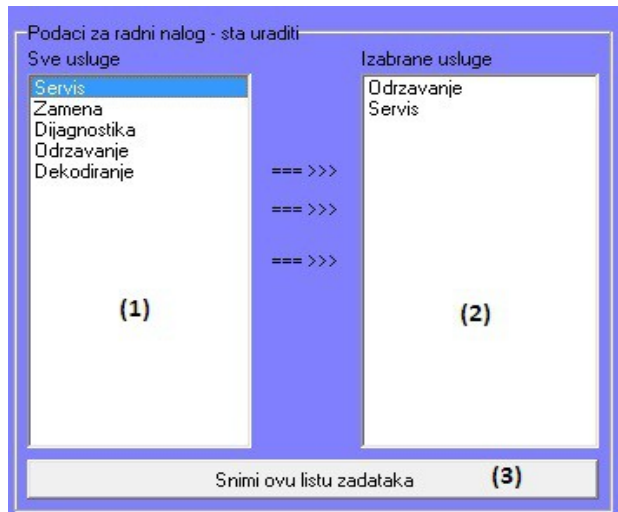 Podaci za radni nalog - sta uraditi
Sve usluge
Servis
Zamena
Dijagnostika
Odrzavanje
Dekodiranje
(1)
=== >>>
=== >>>
=== >>>
Izabrane usluge
Odrzavanje
Servis
(2)
Snimi ovu listu zadataka (3)